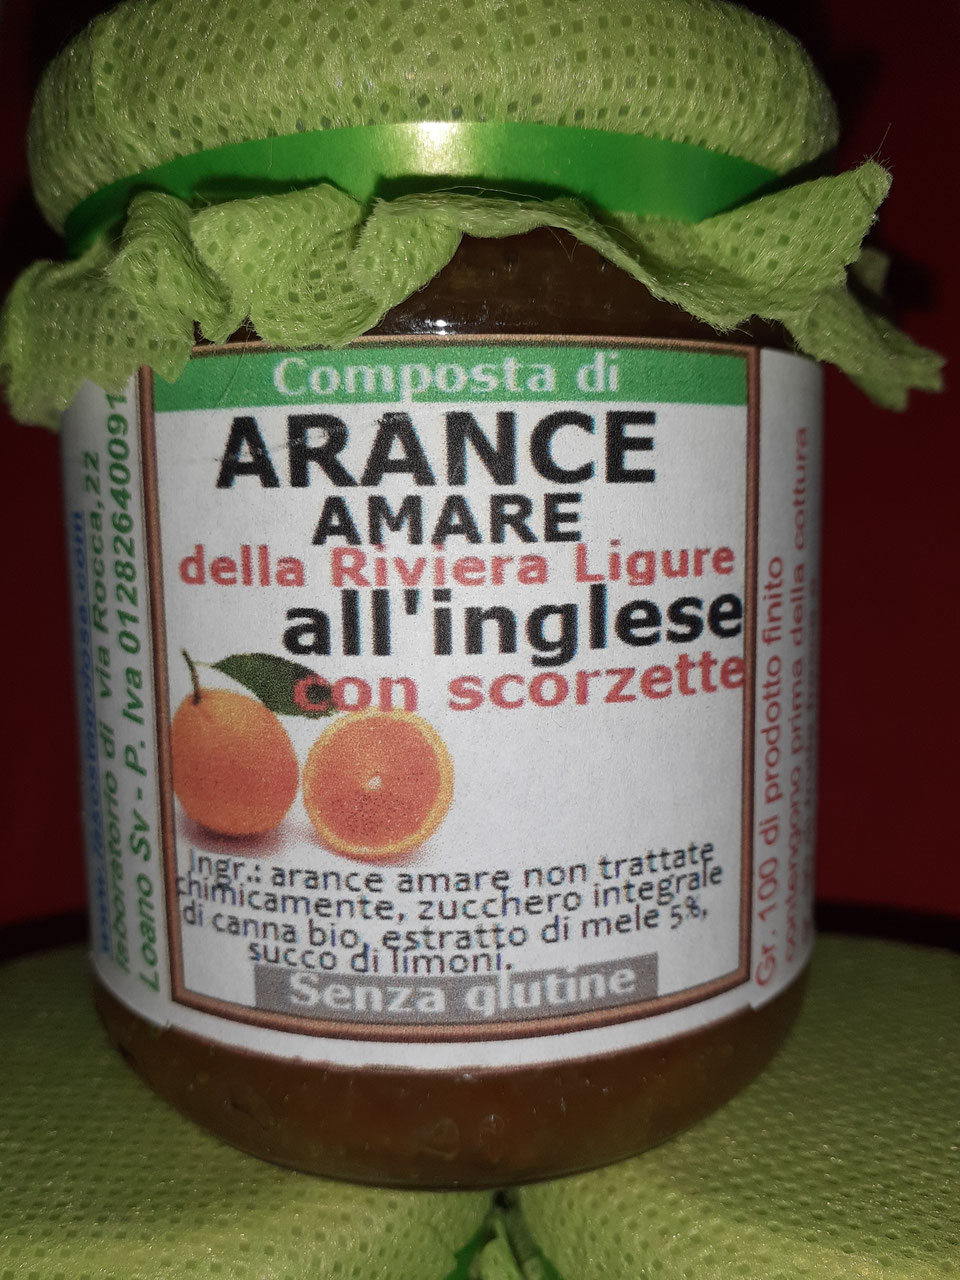 Composta di
ARANCE
AMARE
della Riviera Ligure
all'inglese
con scorzette
Ingr.: arance amare non trattate
chimicamente, zucchero integrale
di canna bio, estratto di mele 5%,
succo di limoni.
Senza glutine
laboratorio di via Rocca,22
Loano Sv - P. Iva 01282640091
Gr. 100 di prodotto finito
contengono prima della cottura